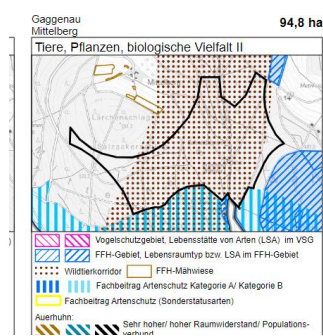 Gaggenau
Mittelberg
94,8 ha
Tiere, Pflanzen, biologische Vielfalt II
Lärchenschlag
Vogelschutzgebiet, Lebensstätte von Arten (LSA) im VSG
FFH-Gebiet, Lebensraumtyp bzw. LSA im FFH-Gebiet
Wildtierkorridor FFH-Mähwiese
Fachbeitrag Artenschutz Kategorie A/ Kategorie B
Fachbeitrag Artenschutz (Sonderstatusarten)
Auerhuhn:
Sehr hoher/ hoher Raumwiderstand/ Populations-
verbund